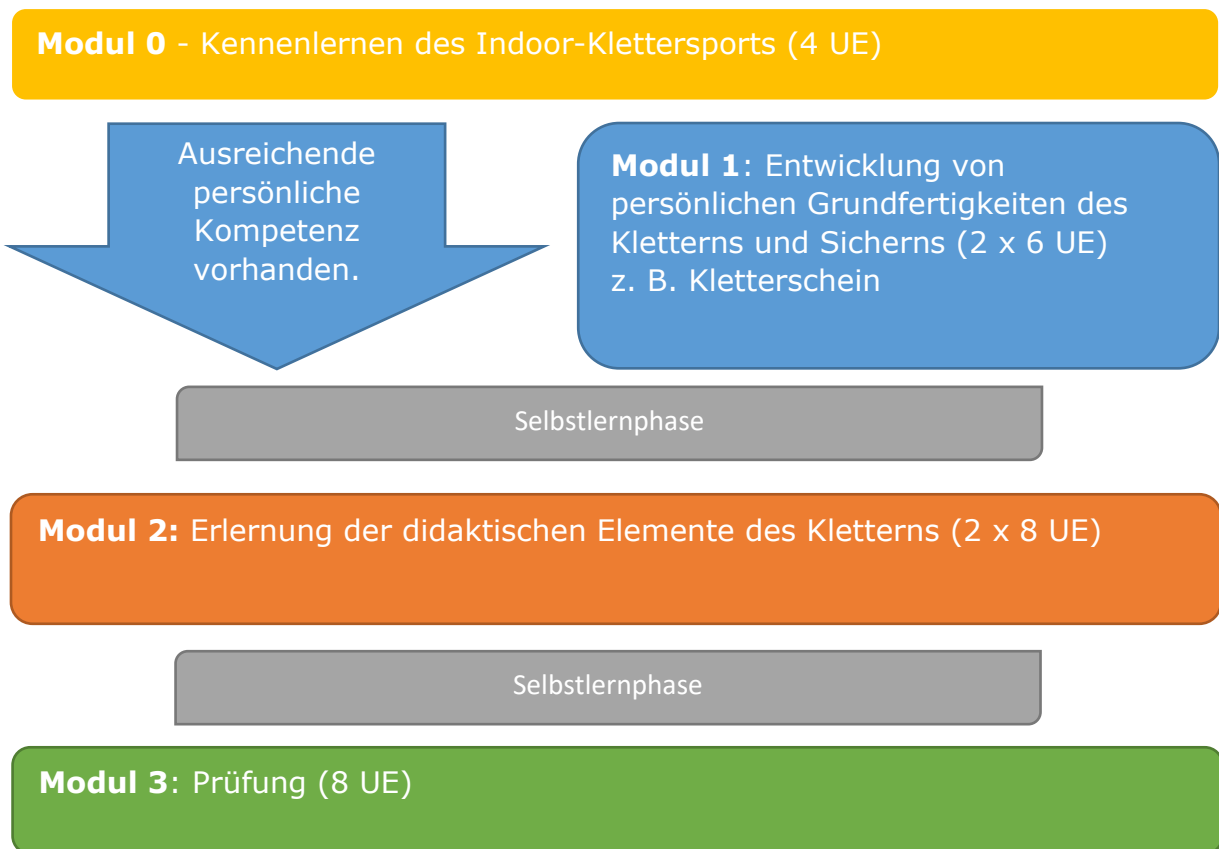 Modul 0 - Kennenlernen des Indoor-Klettersports (4 UE)
Ausreichende
persönliche
Kompetenz
vorhanden.
Modul 1: Entwicklung von
persönlichen Grundfertigkeiten des
Kletterns und Sicherns (2 x 6 UE)
z. B. Kletterschein
Selbstlernphase
Modul 2: Erlernung der didaktischen Elemente des Kletterns (2 x 8 UE)
Selbstlernphase
Modul 3: Prüfung (8 UE)